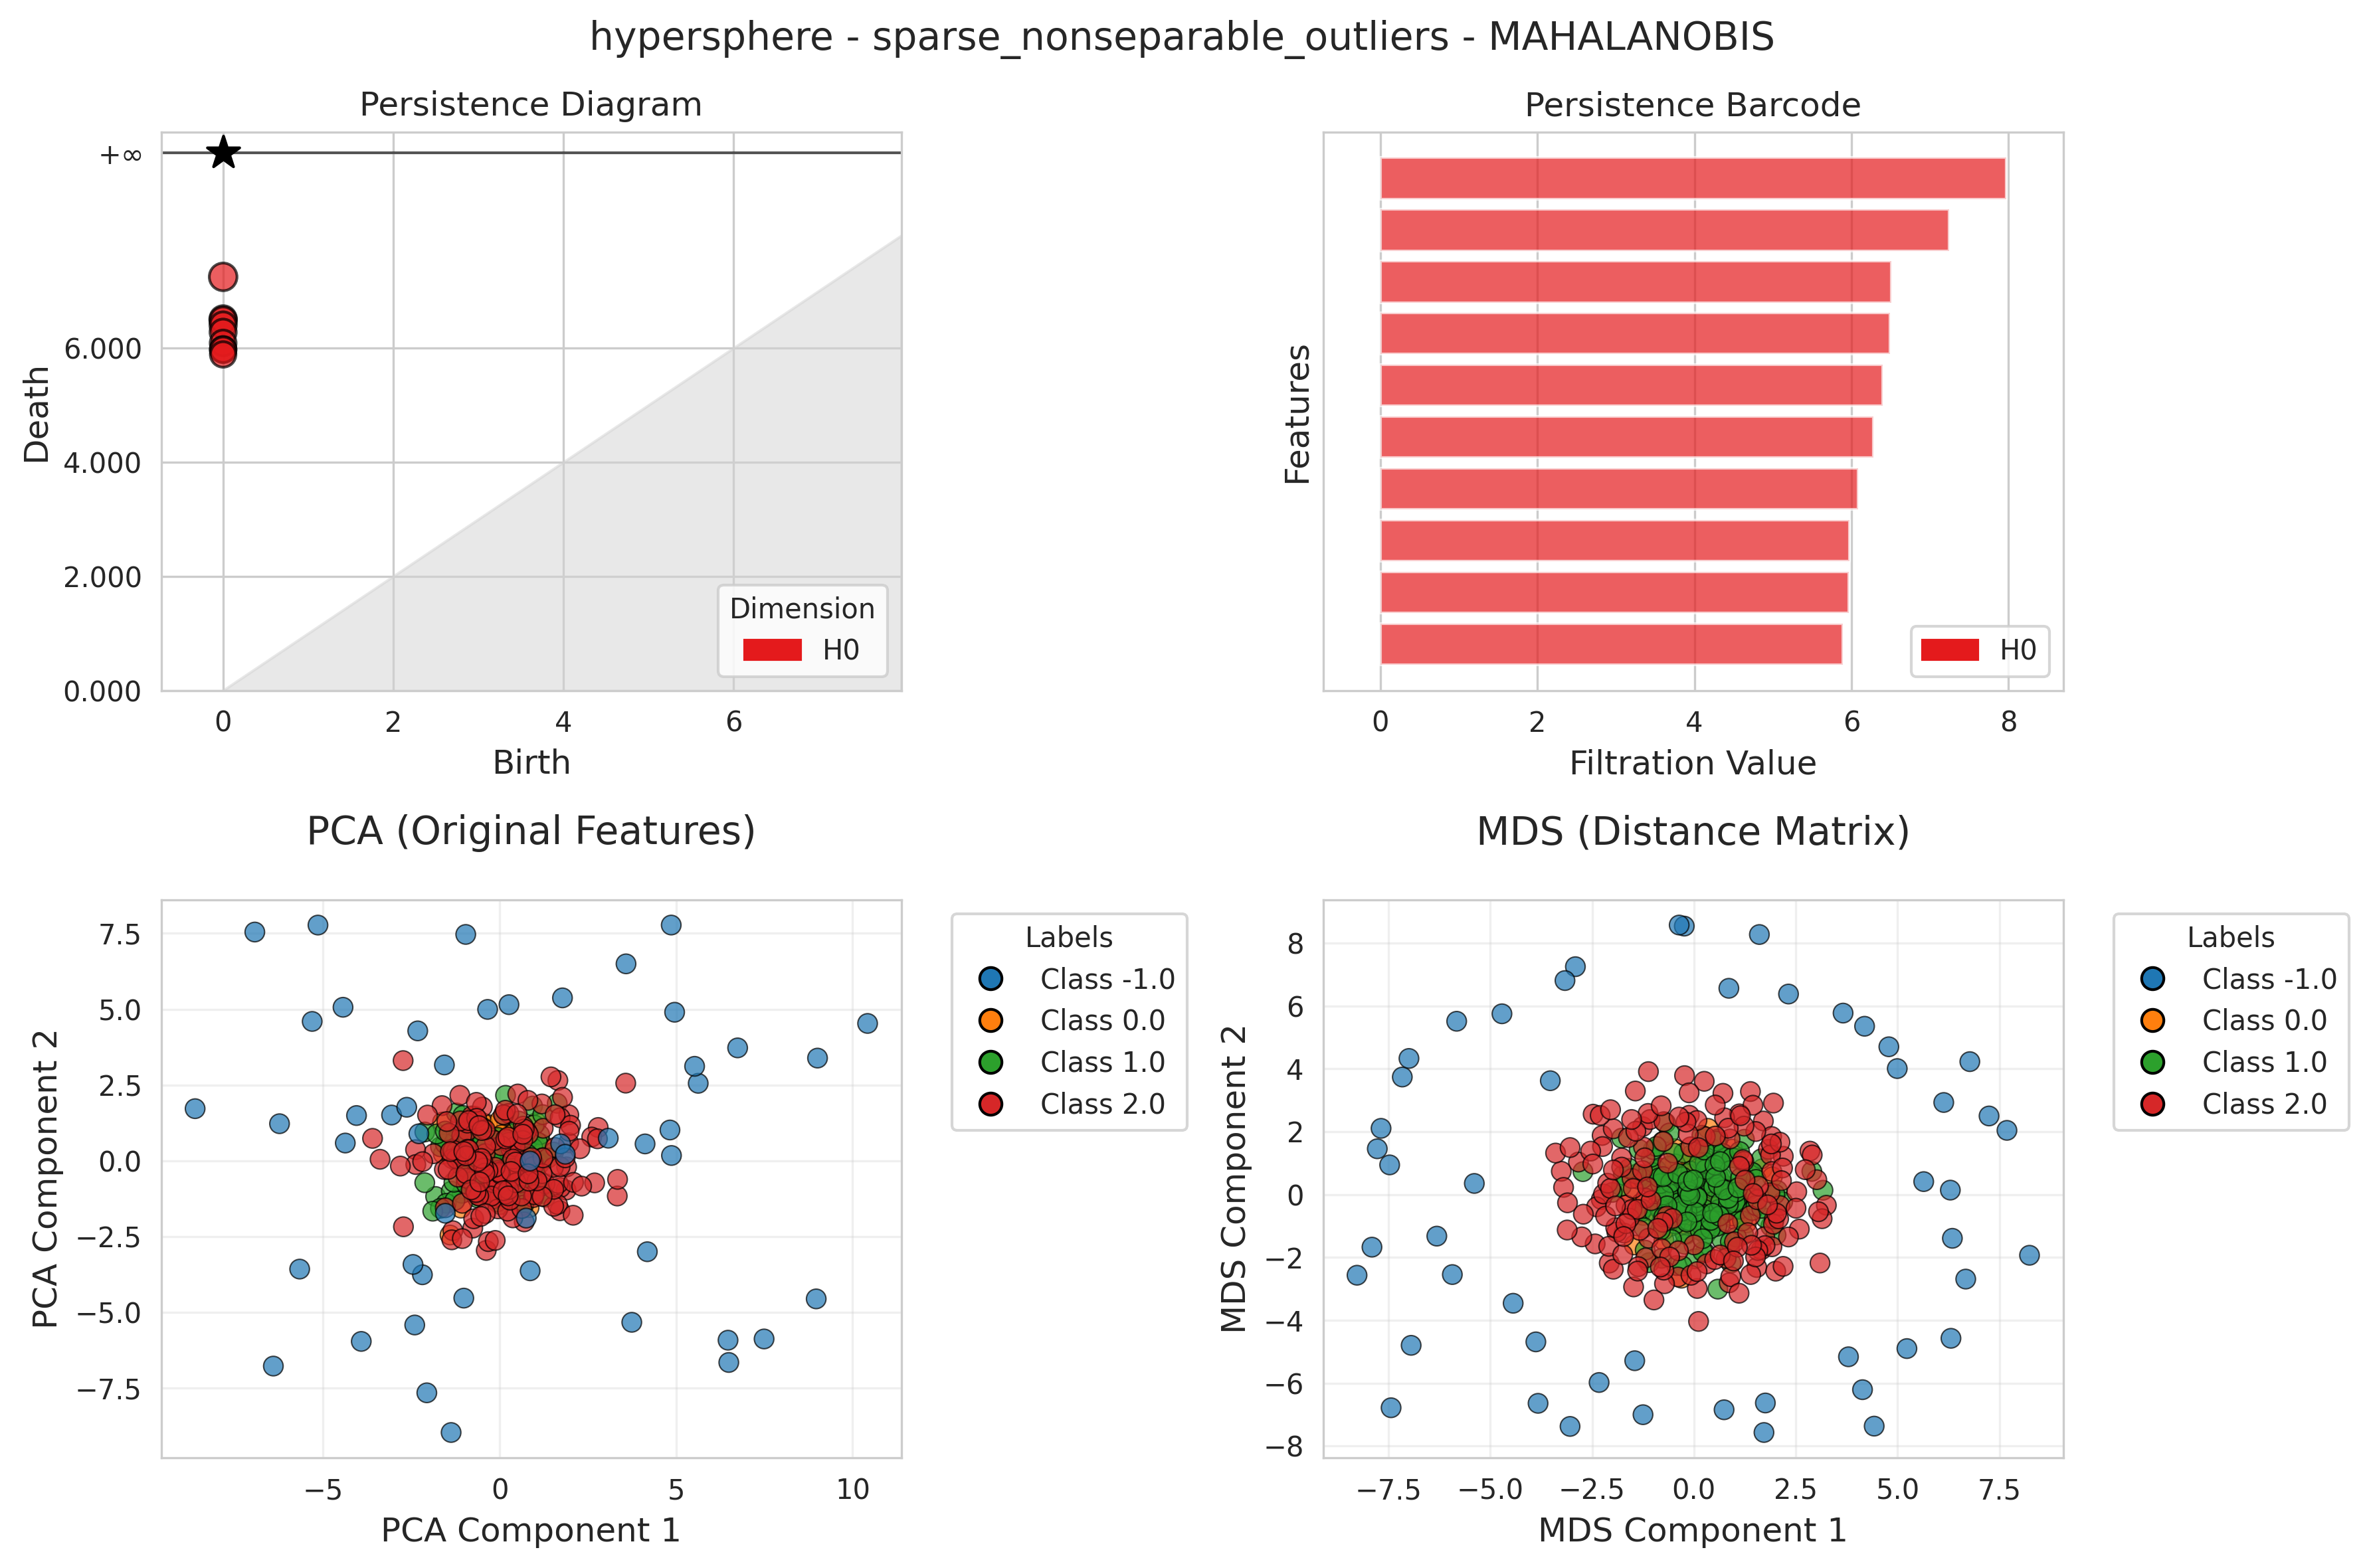 hypersphere - sparse_nonseparable_outliers - MAHALANOBIS
Persistence Diagram
+∞
6.000
4.000
2.000
0.000
Death
0 2 4 6
Birth
Dimension
H0
Persistence Barcode
Features
0 2 4 6 8
Filtration Value
H0
PCA (Original Features)
7.5
5.0
2.5
0.0
−2.5
−5.0
−7.5
PCA Component 2
−5 0 5 10
PCA Component 1
Labels
Class -1.0
Class 0.0
Class 1.0
Class 2.0
MDS (Distance Matrix)
8
6
4
2
0
−2
−4
−6
−8
MDS Component 2
−7.5 −5.0 −2.5 0.0 2.5 5.0 7.5
MDS Component 1
Labels
Class -1.0
Class 0.0
Class 1.0
Class 2.0